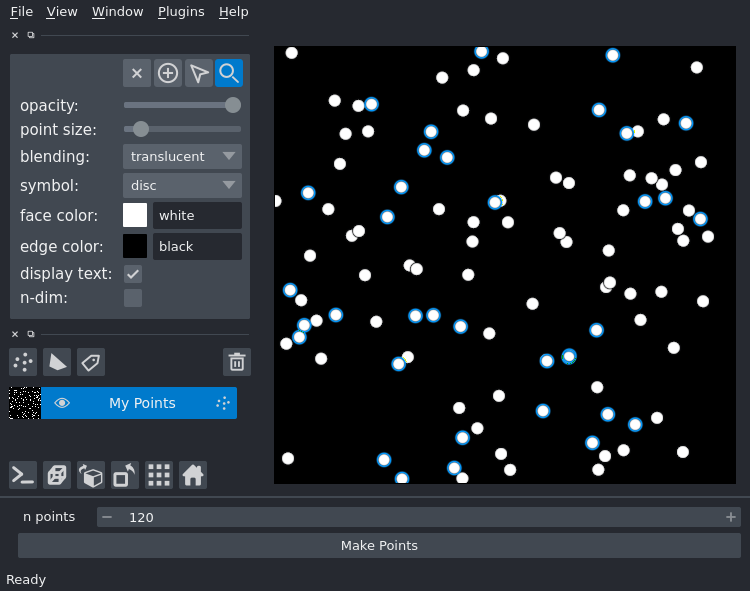 File View Window Plugins Help
opacity:
point size:
blending: translucent
symbol: disc
face color: white
edge color: black
display text:
n-dim:
My Points
n points 120
Make Points
Ready